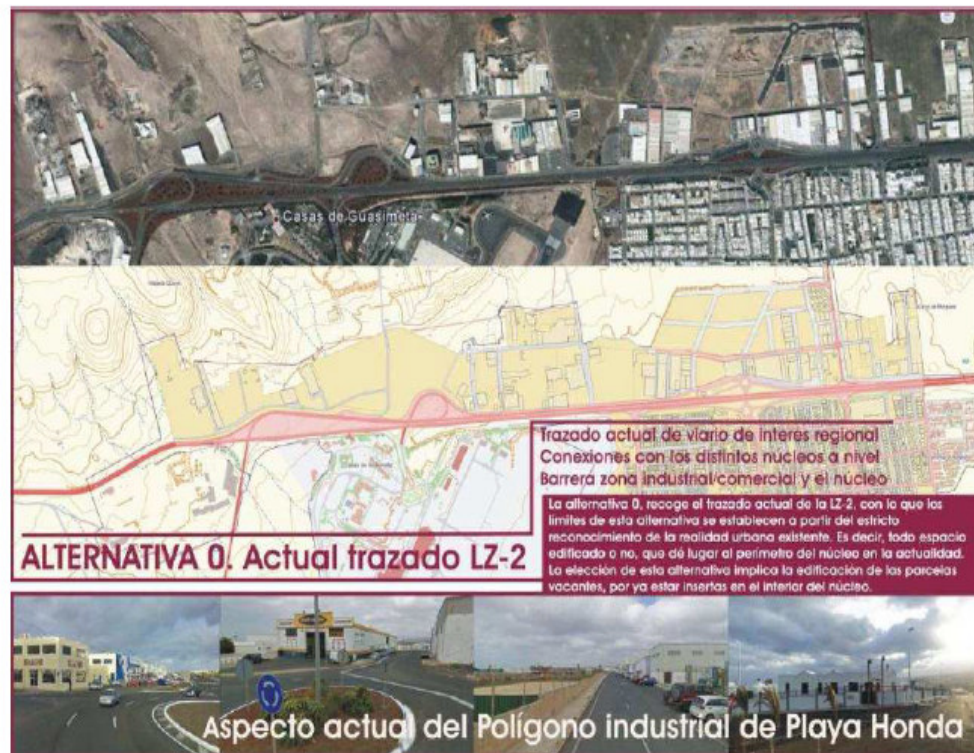 Casas de Guasimeta
Trazado actual de viario de interes regional
Conexiones con los distintos nucleos a nivel
Barrera zona industrial/comercial y el núcleo
ALTERNATIVA 0. Actual trazado LZ-2
La alternativa 0, recoge el trazado actual de la LZ-2, con lo que los
limites de esta alternativa se establecen a partir del estricto
reconocimiento de la realidad urbana existente. Es decir, todo espacio
edificado o no, que dé lugar al perímetro del núcleo en la actualidad.
La elección de esta alternativa implica la edificación de las parcelas
vacantes, por ya estar insertas en el interior del núcleo.
Aspecto actual del Polígono industrial de Playa Honda